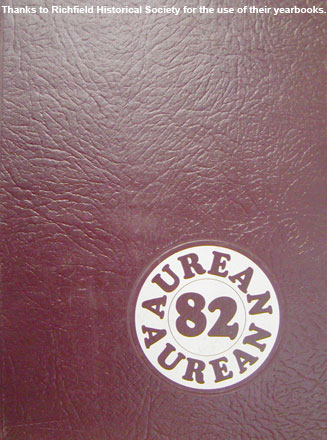 Thanks to Richfield Historical Society for the use of their yearbooks.
AUREAN
82
AUREAN